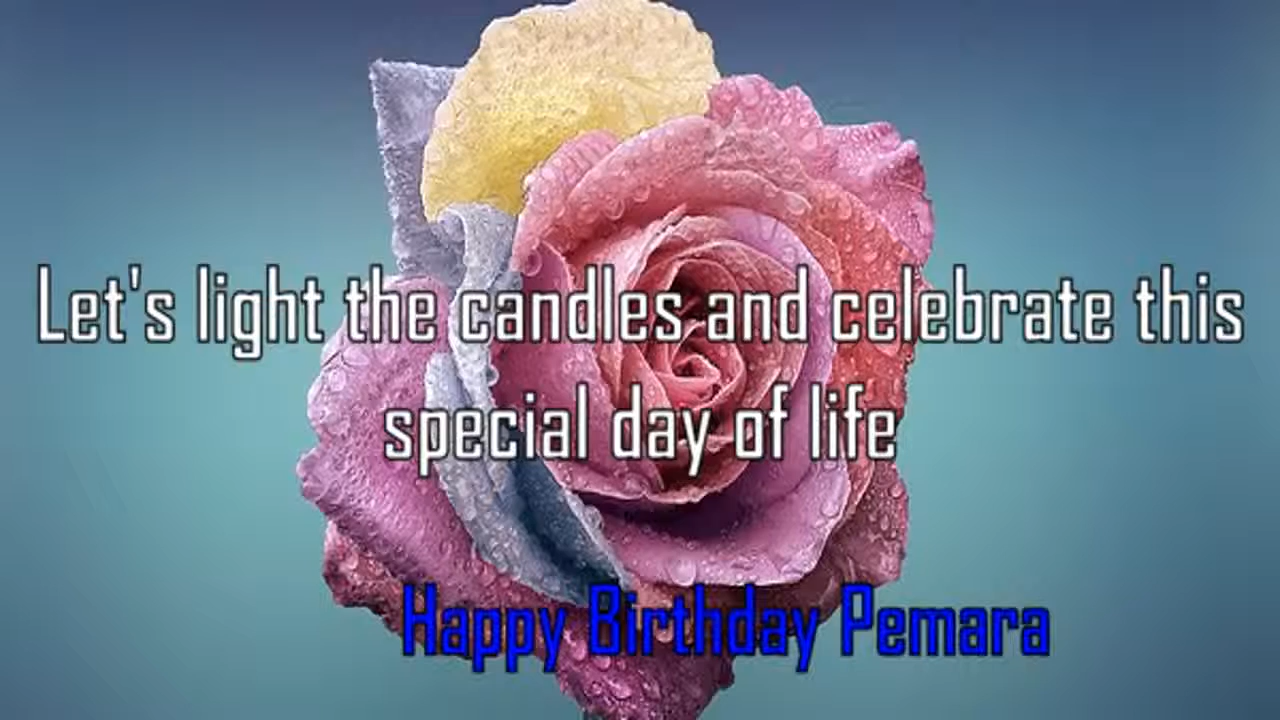 Let's light the candles and celebrate this
special day of life
Happy Birthday Pemara